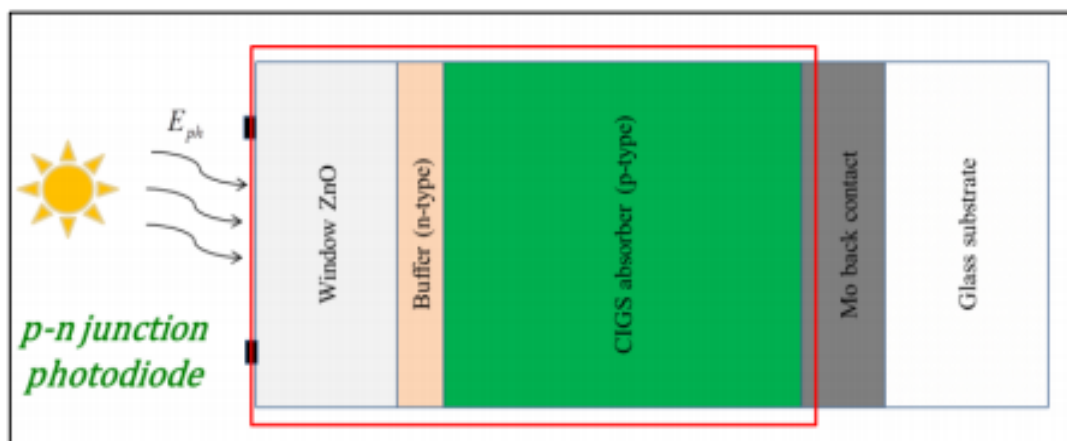 E_ph
p-n junction
photodiode
Window ZnO
Buffer (n-type)
CIGS absorber (p-type)
Mo back contact
Glass substrate